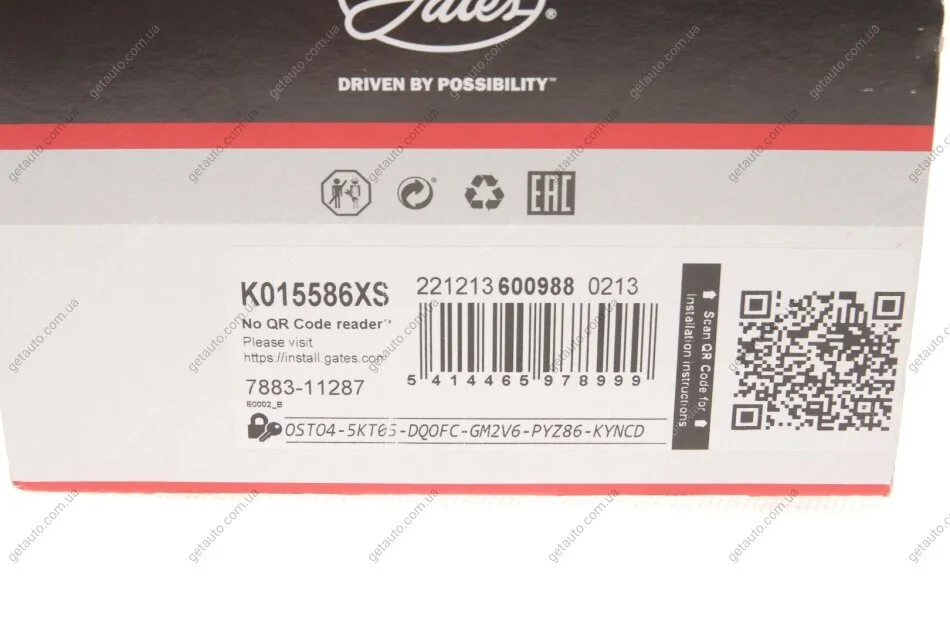 Gates®
DRIVEN BY POSSIBILITY™
EAC
K015586XS
221213 600988 0213
No QR Code reader?
Please visit
https://install.gates.com
7883-11287
E0002_B
5 414465 978999
OSTO4-5KT65-DQOFC-GM2V6-PYZ86-KYNCD
Scan QR Code for
installation instructions
getauto.com.ua